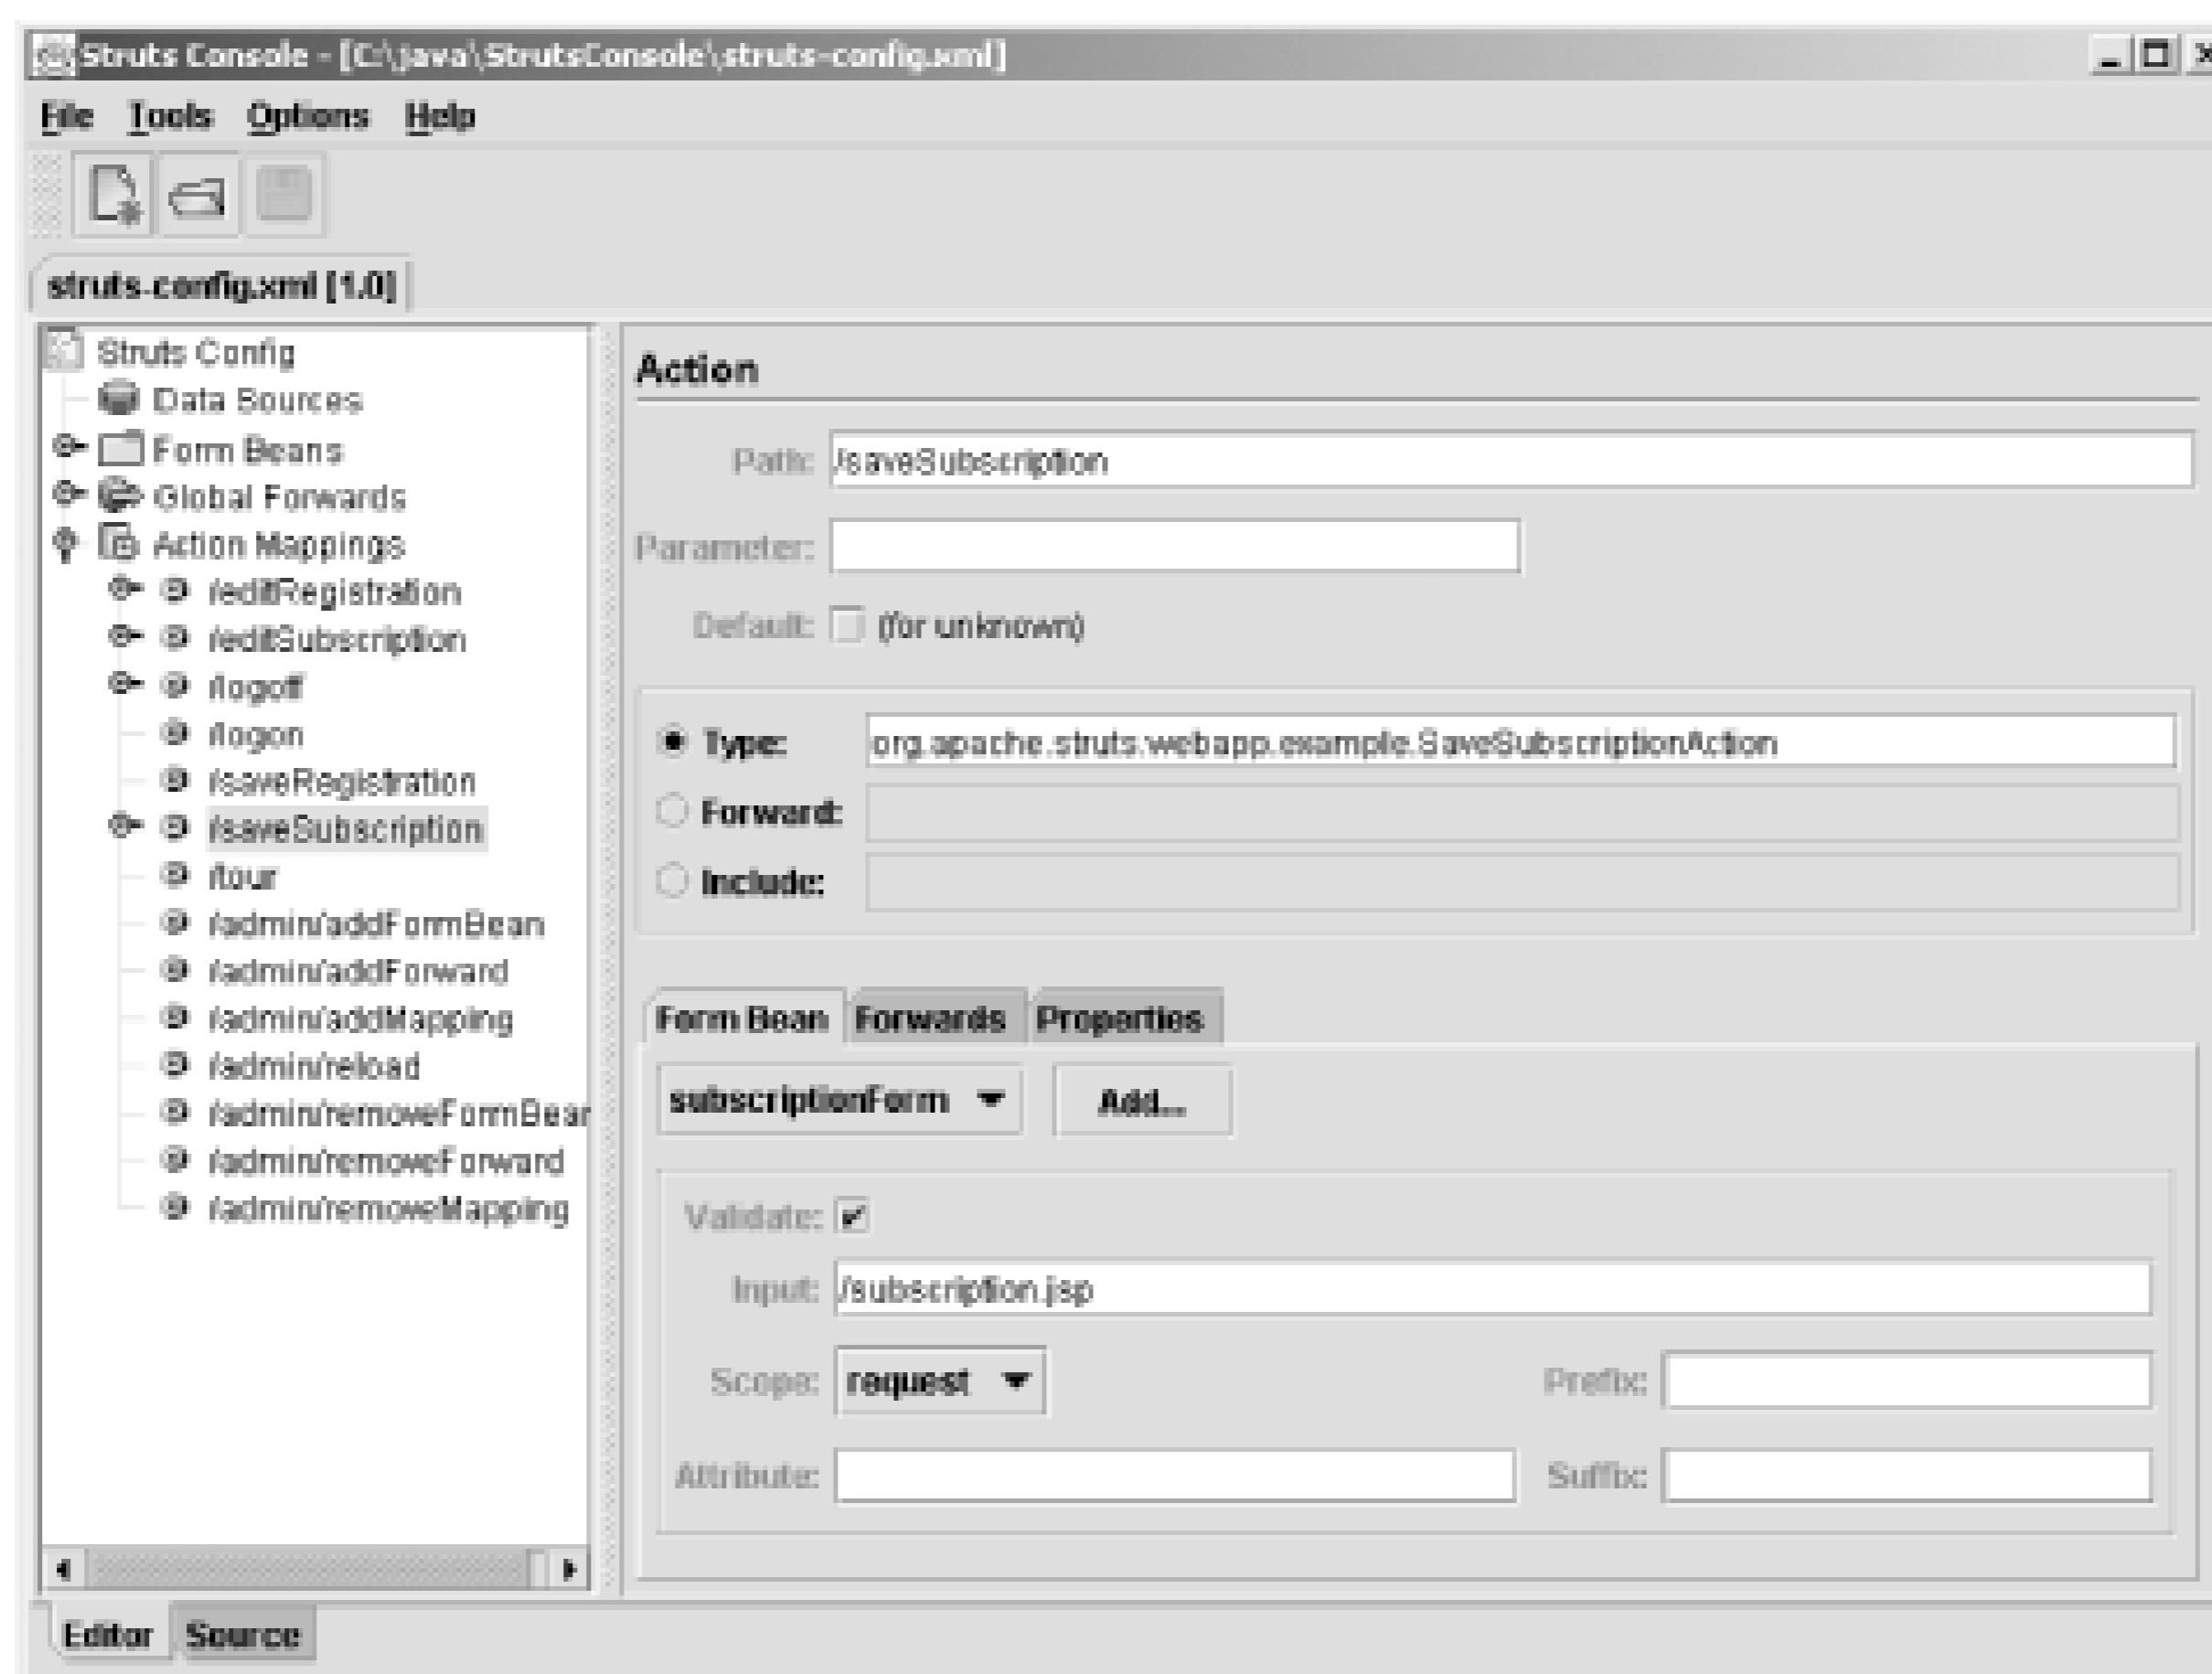 Struts Console - [C:\java\StrutsConsole\struts-config.xml]
File Tools Options Help
struts-config.xml [1.0]
Struts Config
Data Sources
Form Beans
Global Forwards
Action Mappings
/editRegistration
/editSubscription
/logoff
/logon
/saveRegistration
/saveSubscription
/tour
/admin/addFormBean
/admin/addForward
/admin/addMapping
/admin/reload
/admin/removeFormBean
/admin/removeForward
/admin/removeMapping
Action
Path: /saveSubscription
Parameter:
Default: (for unknown)
Type: org.apache.struts.webapp.example.SaveSubscriptionAction
Forward:
Include:
Form Bean Forwards Properties
subscriptionForm Add...
Validate:
Input: /subscription.jsp
Scope: request Prefix:
Attribute: Suffix:
Editor Source